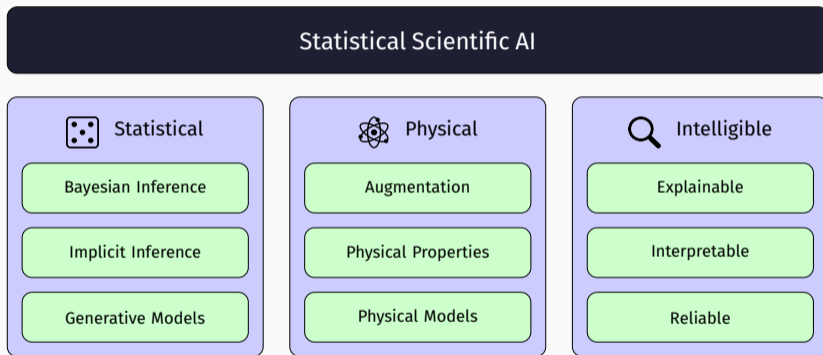 Statistical Scientific AI
Statistical
Bayesian Inference
Implicit Inference
Generative Models
Physical
Augmentation
Physical Properties
Physical Models
Intelligible
Explainable
Interpretable
Reliable